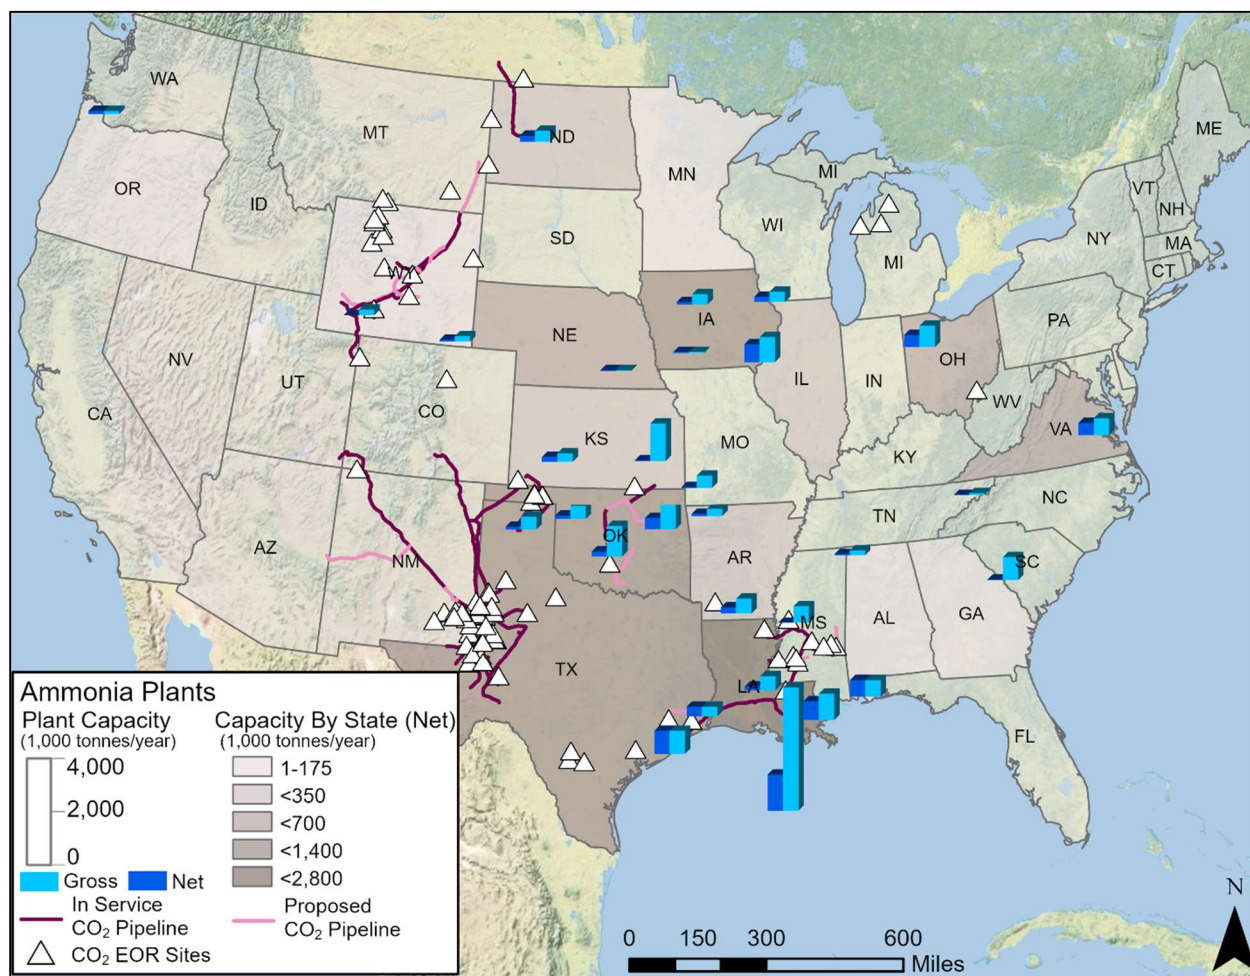 WA
MT
ND
MN
ME
OR
ID
SD
WI
MI
VT
NH
NY
MA
CT
WY
MI
IA
NE
PA
NV
UT
CO
IL
IN
OH
WV
CA
KS
MO
VA
KY
AZ
NM
OK
AR
TN
NC
SC
TX
MS
AL
GA
LA
FL
Ammonia Plants
Plant Capacity
(1,000 tonnes/year)
4,000
2,000
0
Gross
Net
In Service
CO₂ Pipeline
CO₂ EOR Sites
Capacity By State (Net)
(1,000 tonnes/year)
1-175
<350
<700
<1,400
<2,800
Proposed
CO₂ Pipeline
0 150 300 600
Miles
N